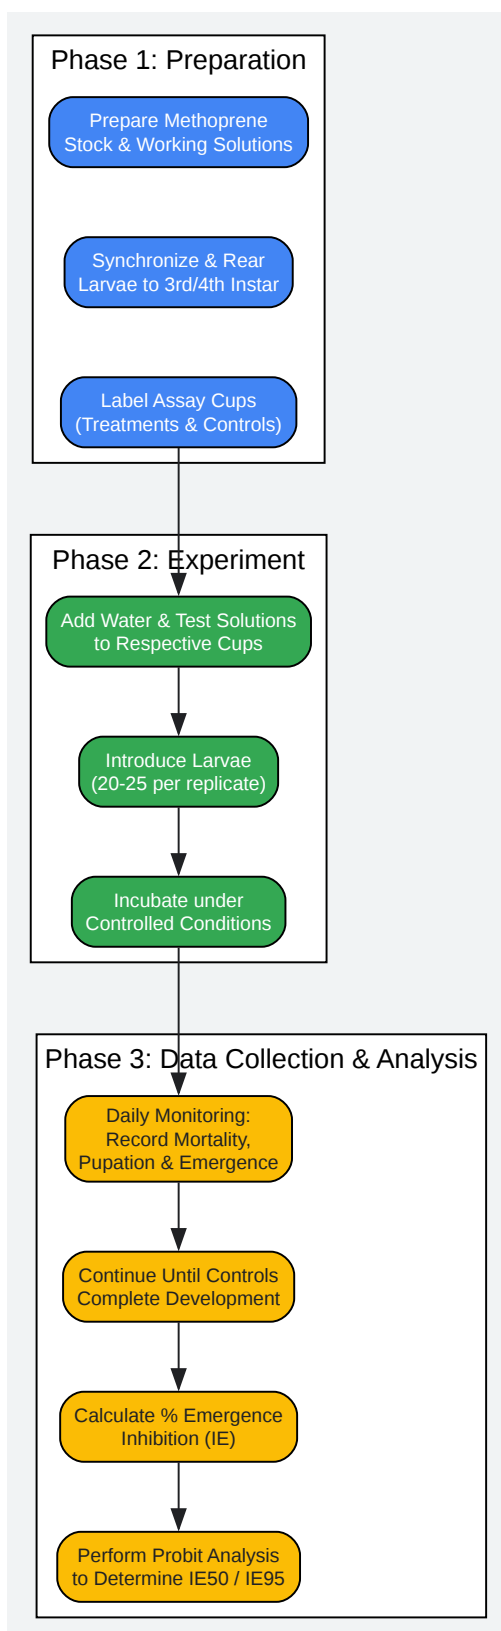 Phase 1: Preparation
Prepare Methoprene
Stock & Working Solutions
Synchronize & Rear
Larvae to 3rd/4th Instar
Label Assay Cups
(Treatments & Controls)
Phase 2: Experiment
Add Water & Test Solutions
to Respective Cups
Introduce Larvae
(20-25 per replicate)
Incubate under
Controlled Conditions
Phase 3: Data Collection & Analysis
Daily Monitoring:
Record Mortality,
Pupation & Emergence
Continue Until Controls
Complete Development
Calculate % Emergence
Inhibition (IE)
Perform Probit Analysis
to Determine IE50 / IE95